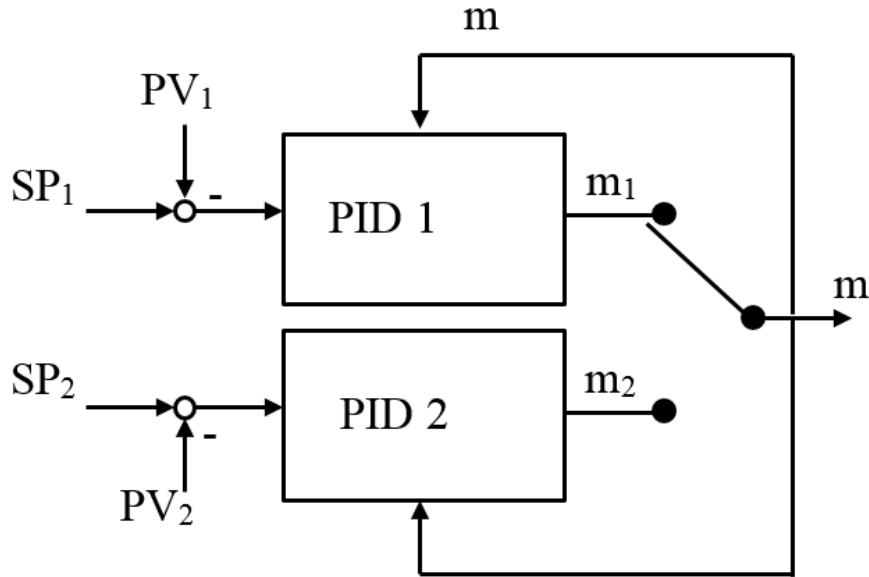 m
PV₁
SP₁
-
PID 1
m₁
m
SP₂
-
PID 2
m₂
PV₂